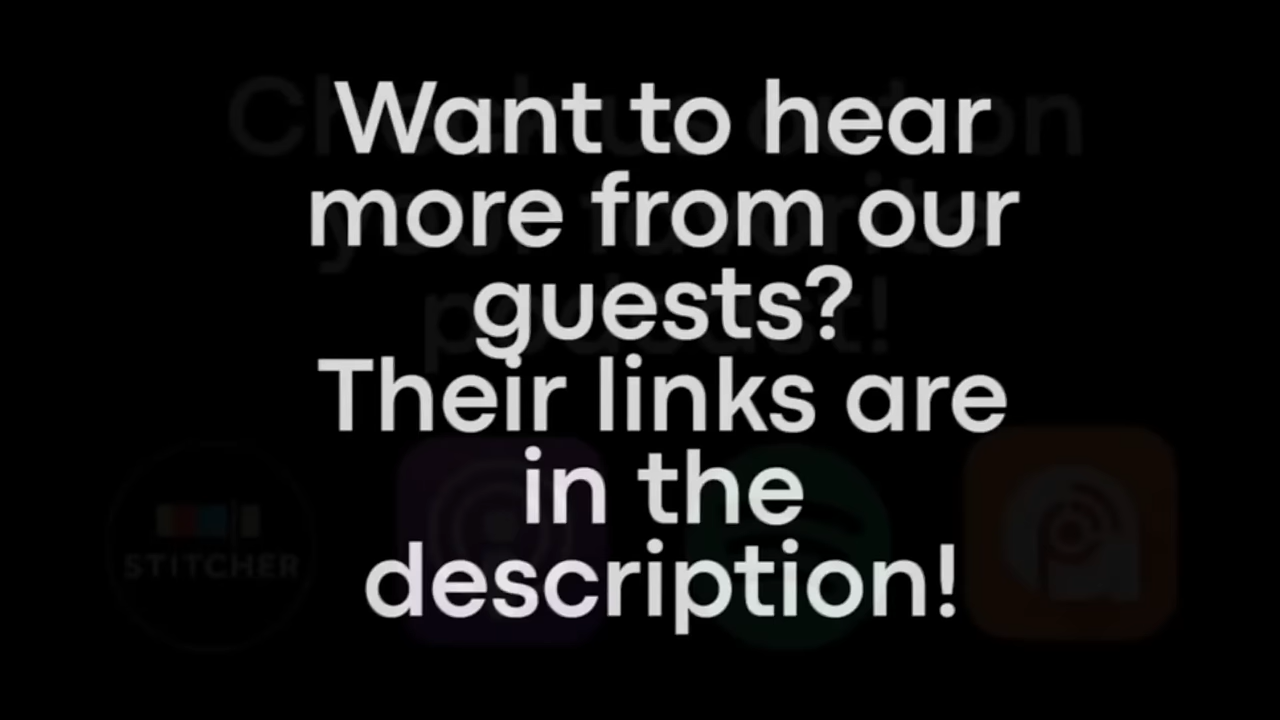 Want to hear
more from our
guests?
Their links are
in the
description!
STITCHER